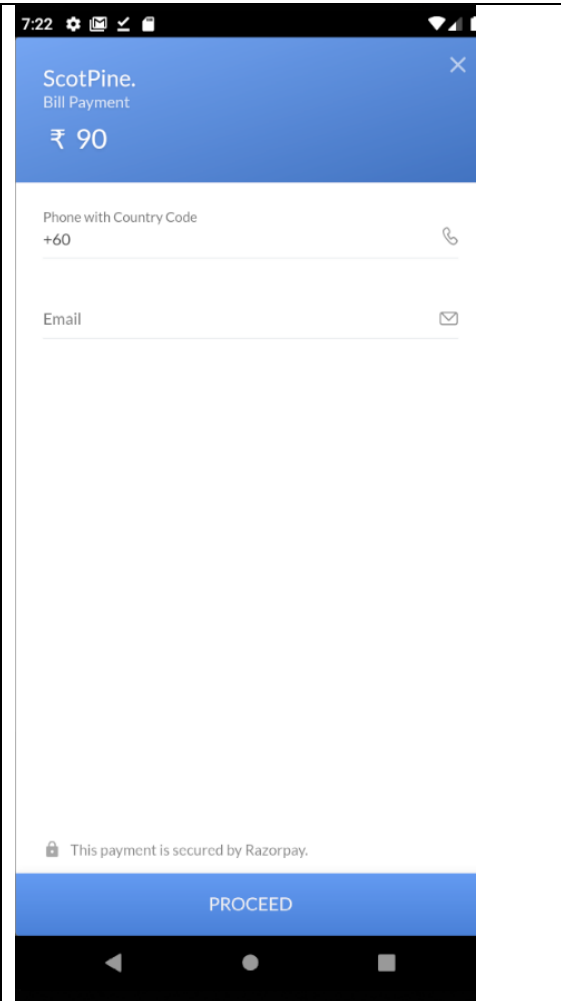 7:22
ScotPine.
Bill Payment
₹ 90
Phone with Country Code
+60
Email
This payment is secured by Razorpay.
PROCEED